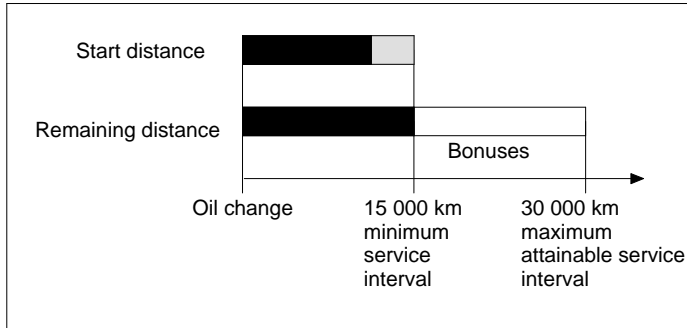 Start distance
Remaining distance
Bonuses
Oil change
15 000 km
minimum
service
interval
30 000 km
maximum
attainable service
interval